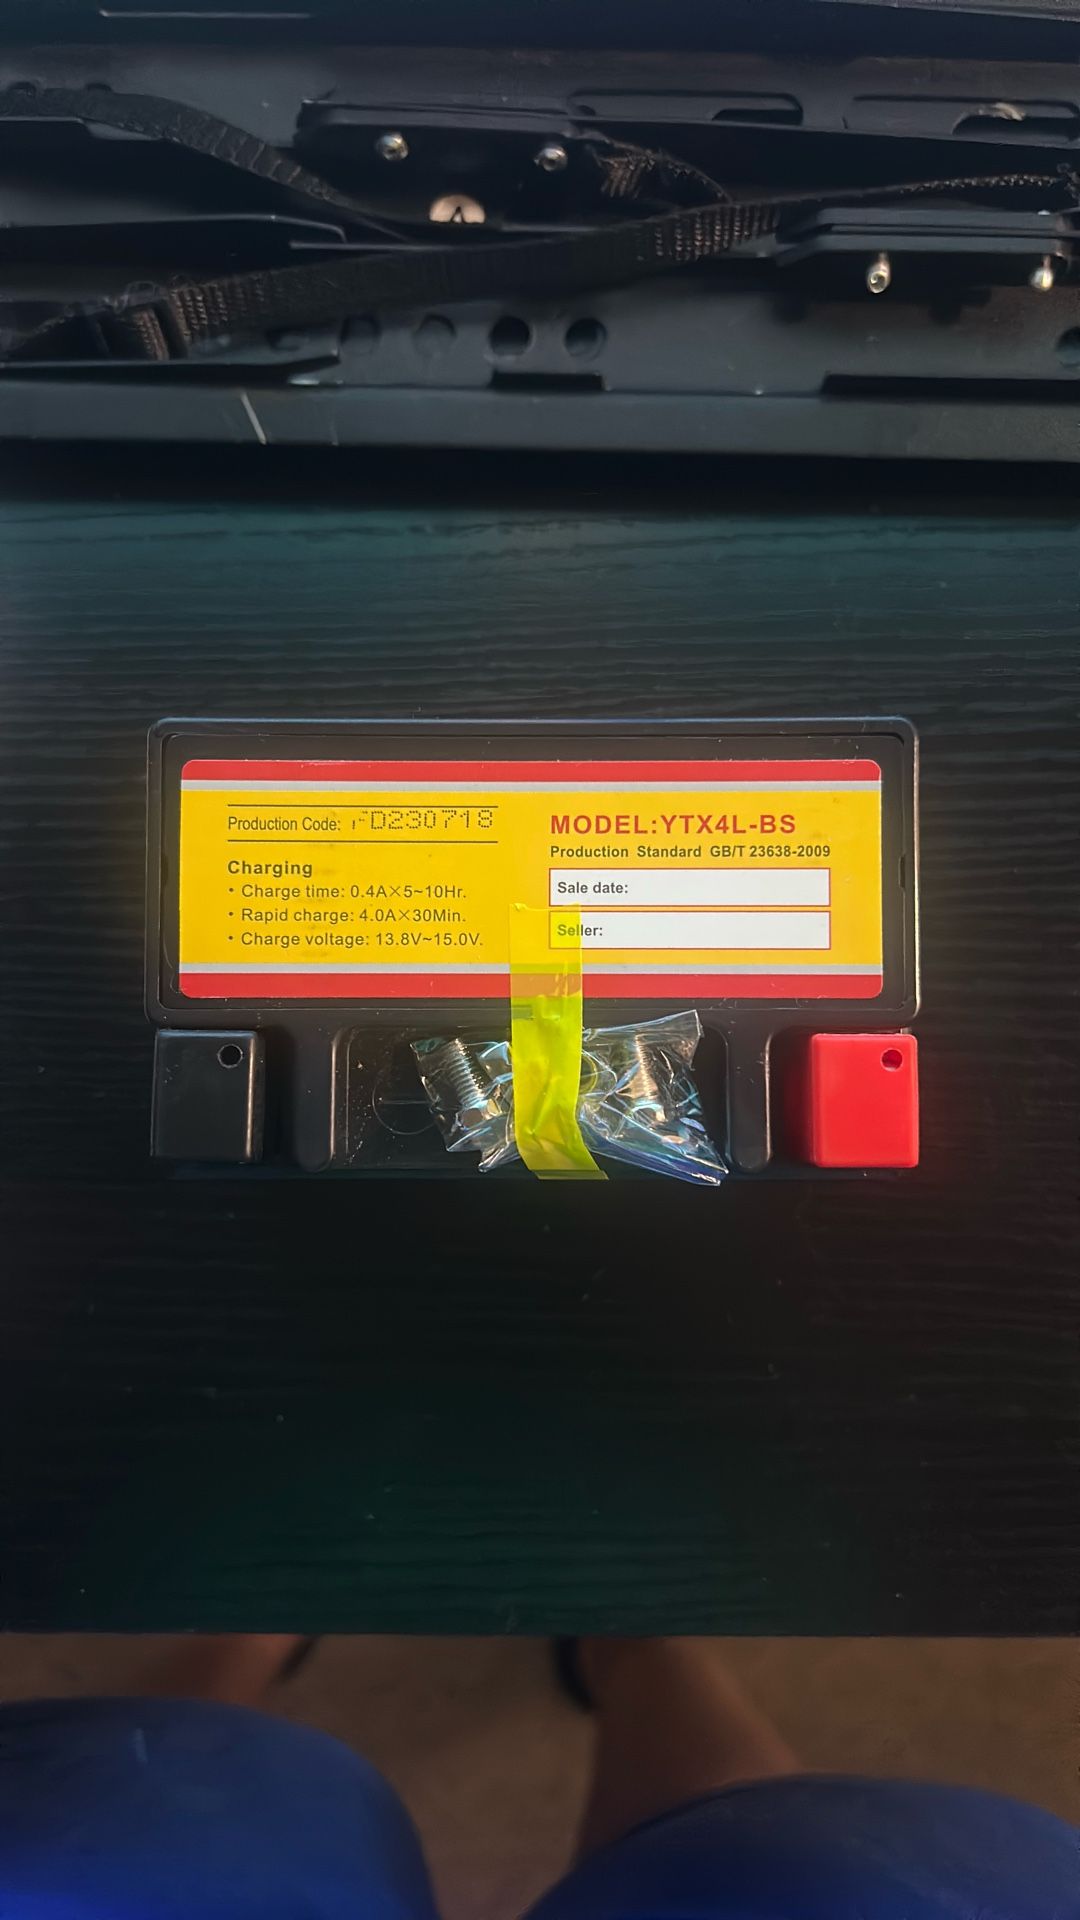 Production Code: FD230718
Charging
• Charge time: 0.4A×5~10Hr.
• Rapid charge: 4.0A×30Min.
• Charge voltage: 13.8V~15.0V.
MODEL:YTX4L-BS
Production Standard GB/T 23638-2009
Sale date:
Seller: